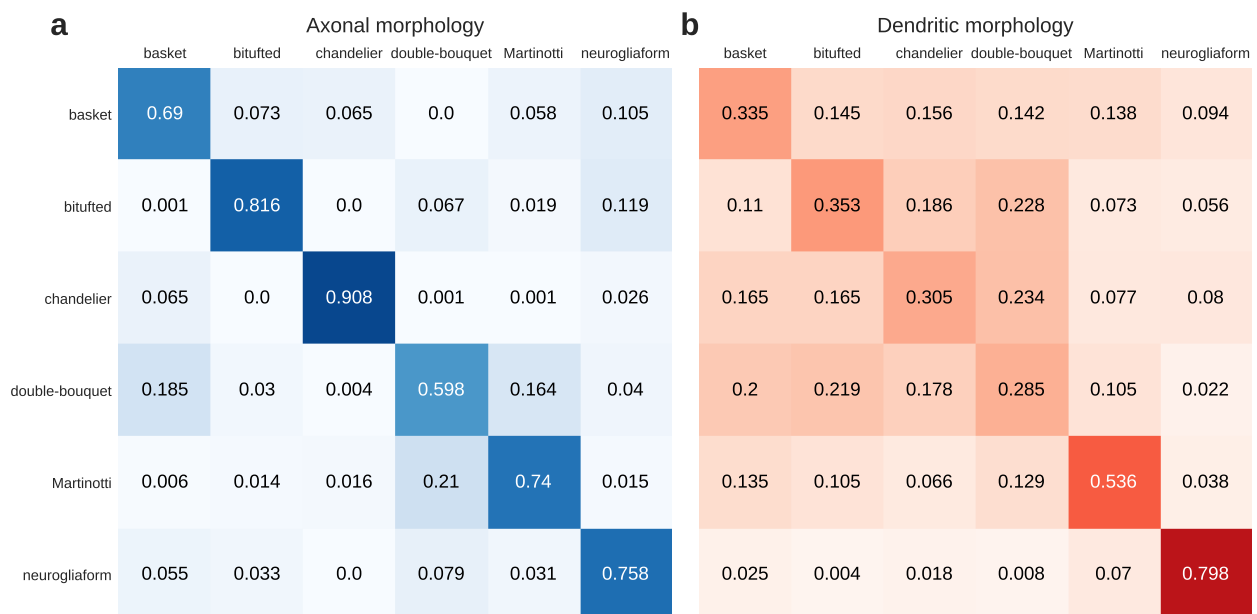 a Axonal morphology
basket bitufted chandelier double-bouquet Martinotti neurogliaform
basket 0.69 0.073 0.065 0.0 0.058 0.105
bitufted 0.001 0.816 0.0 0.067 0.019 0.119
chandelier 0.065 0.0 0.908 0.001 0.001 0.026
double-bouquet 0.185 0.03 0.004 0.598 0.164 0.04
Martinotti 0.006 0.014 0.016 0.21 0.74 0.015
neurogliaform 0.055 0.033 0.0 0.079 0.031 0.758
b Dendritic morphology
basket bitufted chandelier double-bouquet Martinotti neurogliaform
0.335 0.145 0.156 0.142 0.138 0.094
0.11 0.353 0.186 0.228 0.073 0.056
0.165 0.165 0.305 0.234 0.077 0.08
0.2 0.219 0.178 0.285 0.105 0.022
0.135 0.105 0.066 0.129 0.536 0.038
0.025 0.004 0.018 0.008 0.07 0.798